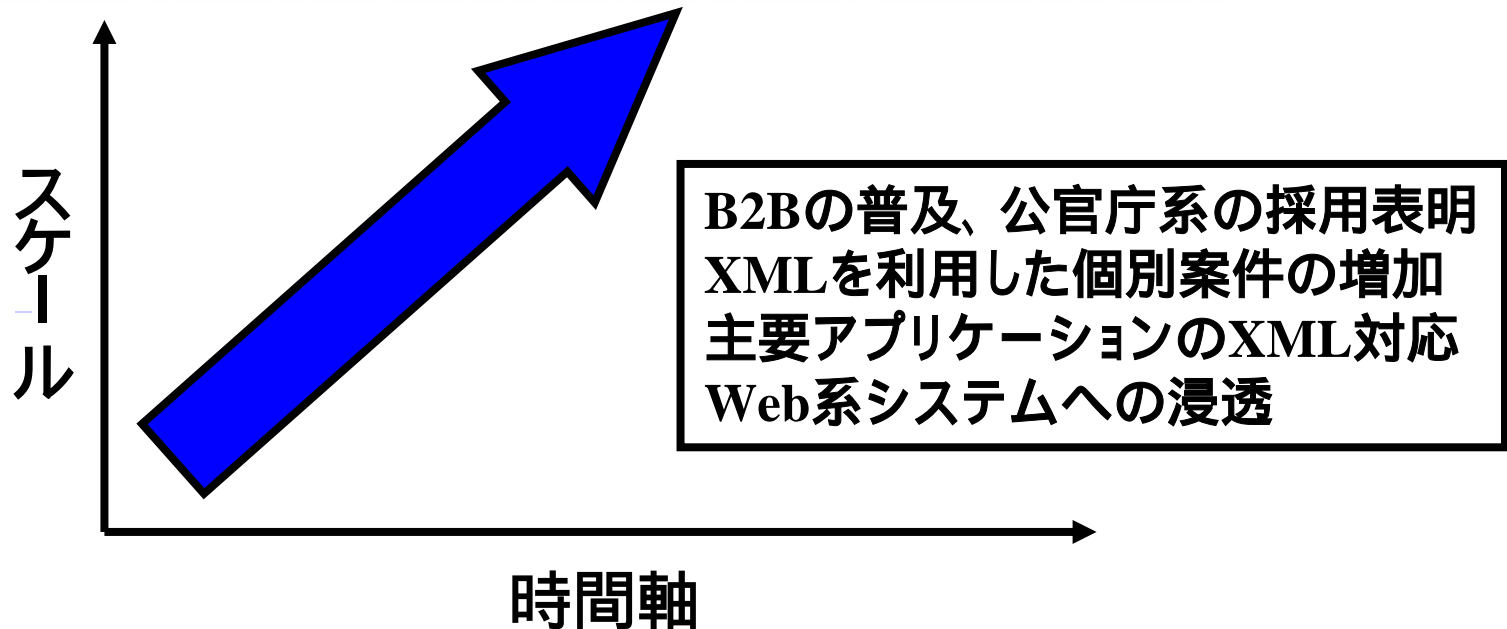 スケール
B2Bの普及、公官庁系の採用表明
XMLを利用した個別案件の増加
主要アプリケーションのXML対応
Web系システムへの浸透
時間軸